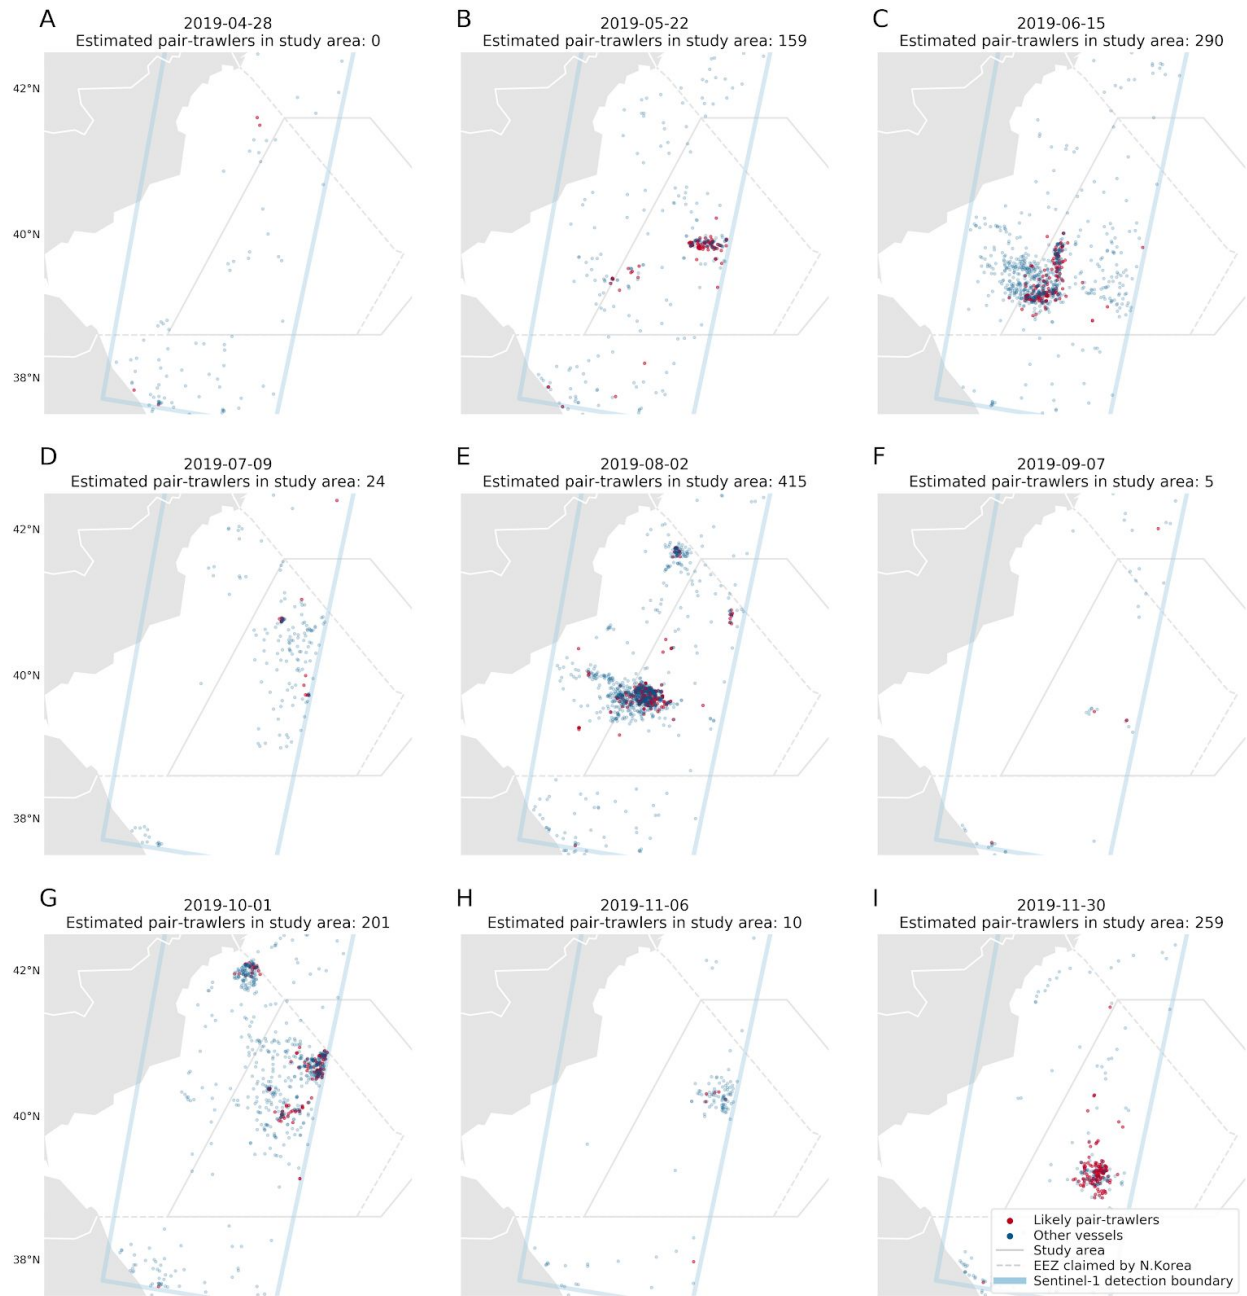 A
2019-04-28
Estimated pair-trawlers in study area: 0
B
2019-05-22
Estimated pair-trawlers in study area: 159
C
2019-06-15
Estimated pair-trawlers in study area: 290
42°N
40°N
38°N
D
2019-07-09
Estimated pair-trawlers in study area: 24
E
2019-08-02
Estimated pair-trawlers in study area: 415
F
2019-09-07
Estimated pair-trawlers in study area: 5
42°N
40°N
38°N
G
2019-10-01
Estimated pair-trawlers in study area: 201
H
2019-11-06
Estimated pair-trawlers in study area: 10
I
2019-11-30
Estimated pair-trawlers in study area: 259
42°N
40°N
38°N
Likely pair-trawlers
Other vessels
Study area
EEZ claimed by N.Korea
Sentinel-1 detection boundary